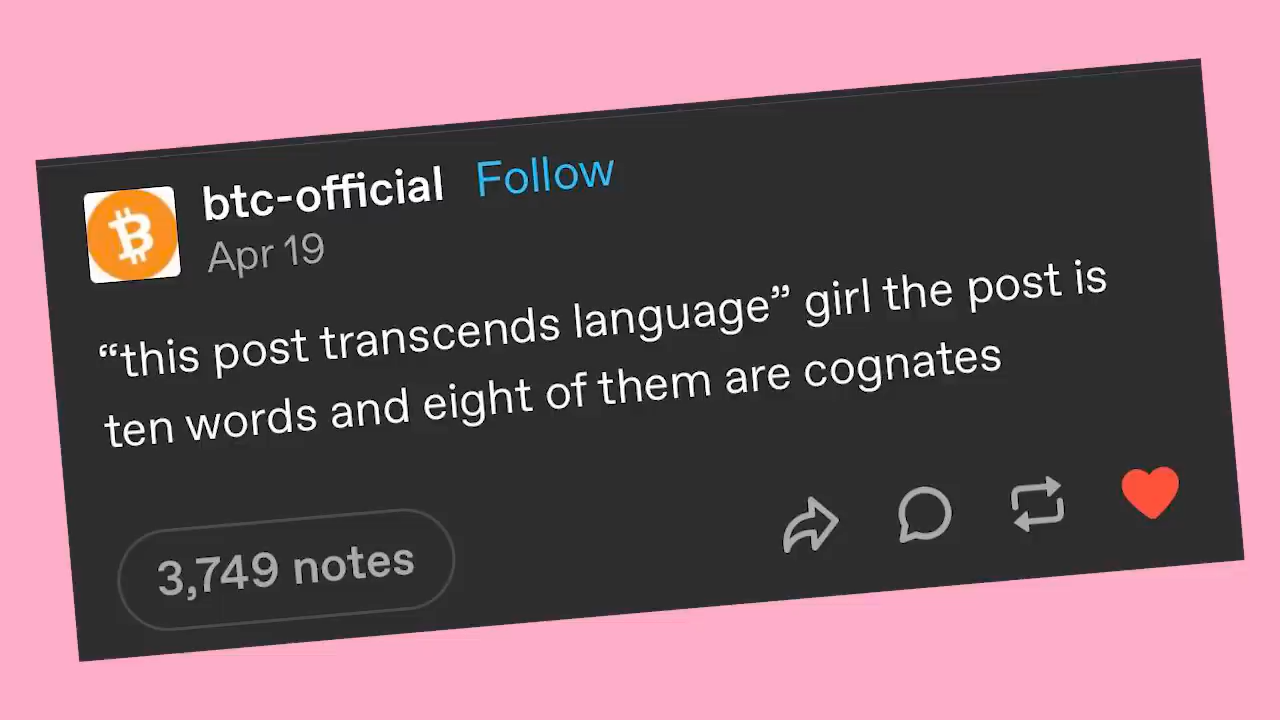 btc-official Follow
Apr 19
“this post transcends language” girl the post is
ten words and eight of them are cognates
3,749 notes